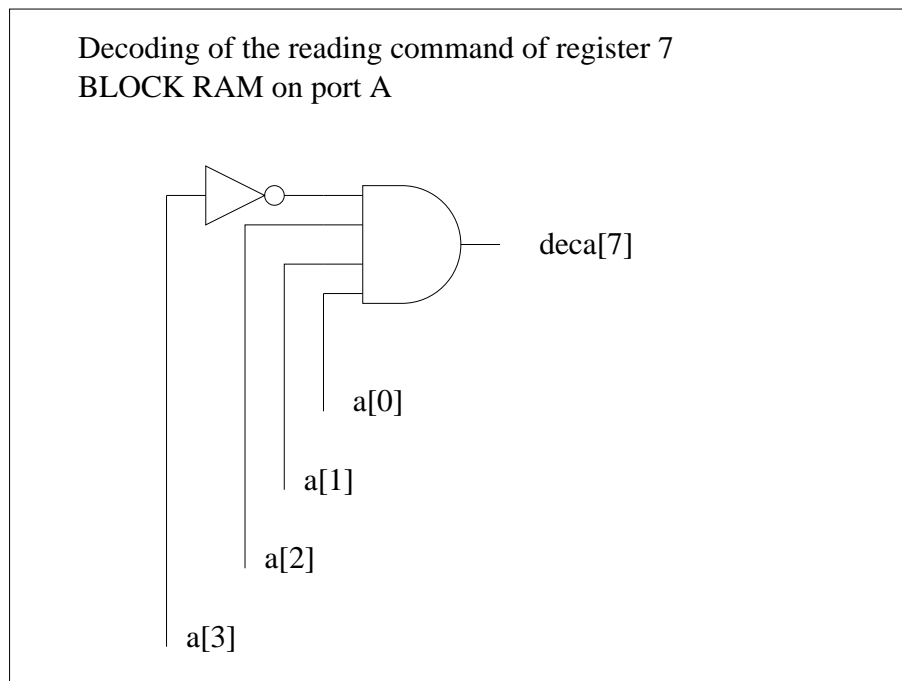 Decoding of the reading command of register 7
BLOCK RAM on port A
deca[7]
a[0]
a[1]
a[2]
a[3]